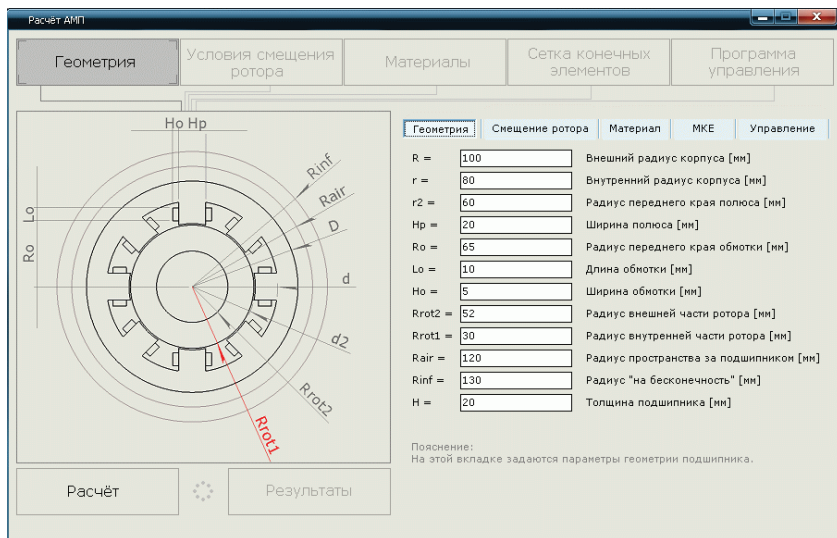 Расчёт АМП
Геометрия
Условия смещения
ротора
Материалы
Сетка конечных
элементов
Программа
управления
Ho Hp
Rinf
Rair
D
Lo
Ro
d
d2
Rrot2
Rrot1
Геометрия Смещение ротора Материал МКЕ Управление
R = 100 Внешний радиус корпуса [мм]
r = 80 Внутренний радиус корпуса [мм]
r2 = 60 Радиус переднего края полюса [мм]
Hp = 20 Ширина полюса [мм]
Ro = 65 Радиус переднего края обмотки [мм]
Lo = 10 Длина обмотки [мм]
Ho = 5 Ширина обмотки [мм]
Rrot2 = 52 Радиус внешней части ротора [мм]
Rrot1 = 30 Радиус внутренней части ротора [мм]
Rair = 120 Радиус пространства за подшипником [мм]
Rinf = 130 Радиус "на бесконечность" [мм]
H = 20 Толщина подшипника [мм]
Пояснение:
На этой вкладке задаются параметры геометрии подшипника.
Расчёт
Результаты